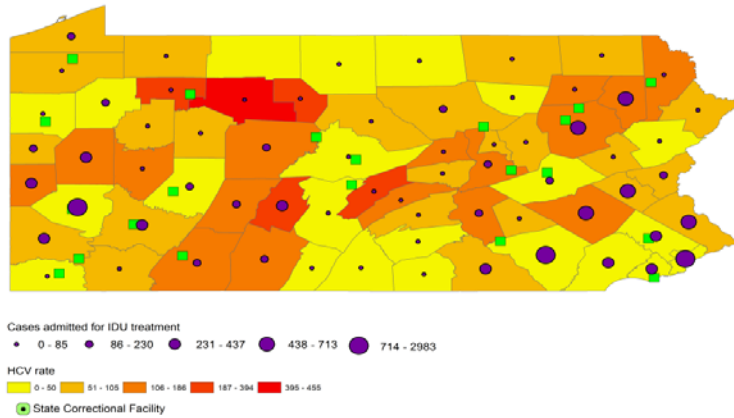 Cases admitted for IDU treatment
0 - 85 86 - 230 231 - 437 438 - 713 714 - 2983
HCV rate
0 - 50 51 - 105 106 - 186 187 - 394 395 - 455
State Correctional Facility